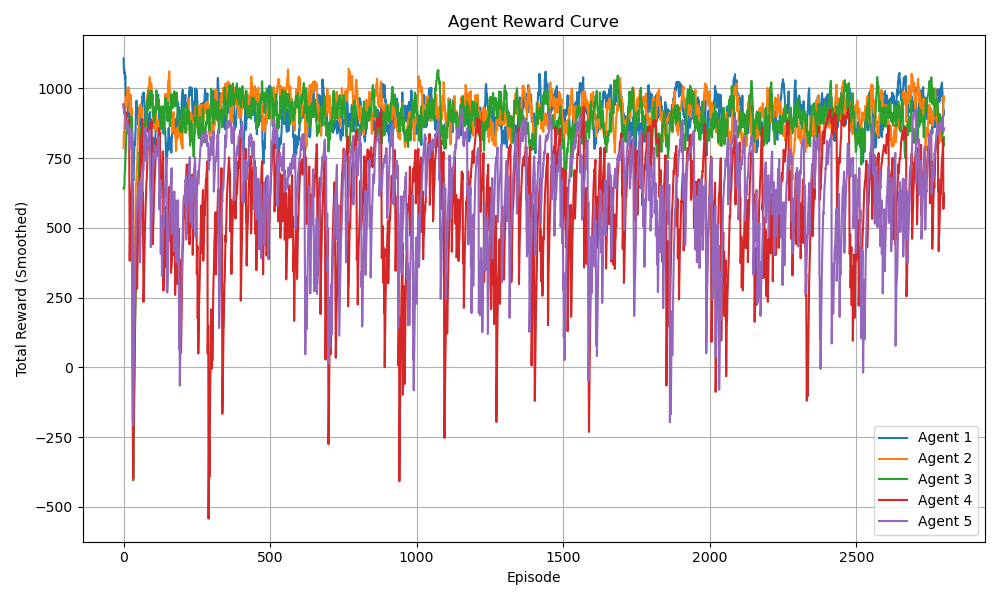 Agent Reward Curve
Total Reward (Smoothed)
1000
750
500
250
0
−250
−500
0 500 1000 1500 2000 2500
Episode
Agent 1
Agent 2
Agent 3
Agent 4
Agent 5